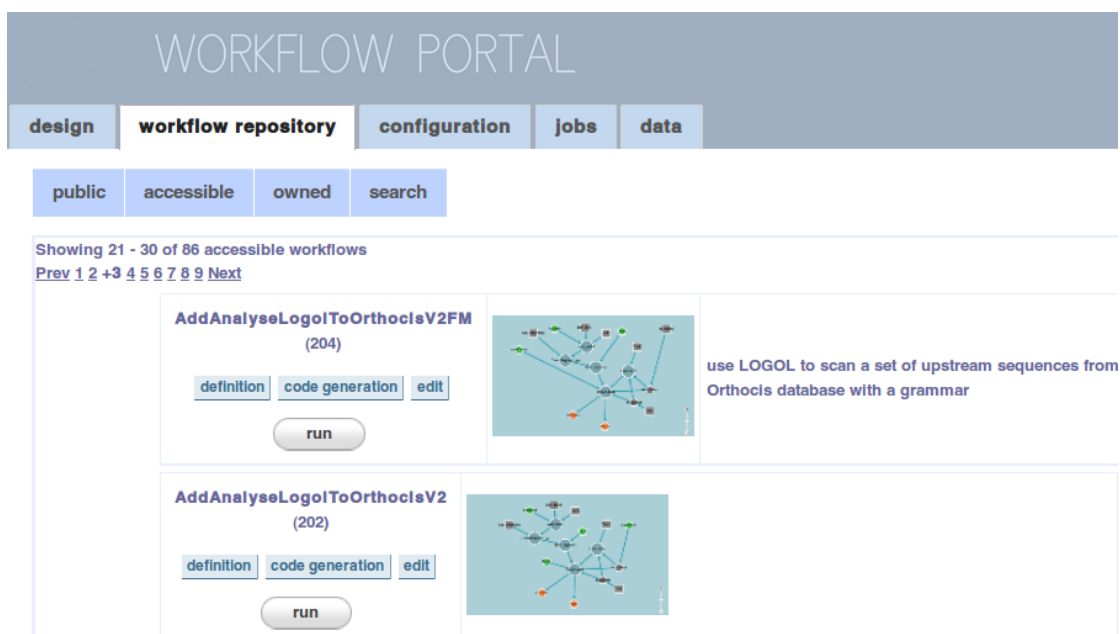 WORKFLOW PORTAL
design workflow repository configuration jobs data
public accessible owned search
Showing 21 - 30 of 86 accessible workflows
Prev 1 2 +3 4 5 6 7 8 9 Next
AddAnalyseLogolToOrthocisV2FM
(204)
definition code generation edit
run
use LOGOL to scan a set of upstream sequences from
Orthocis database with a grammar
AddAnalyseLogolToOrthocisV2
(202)
definition code generation edit
run